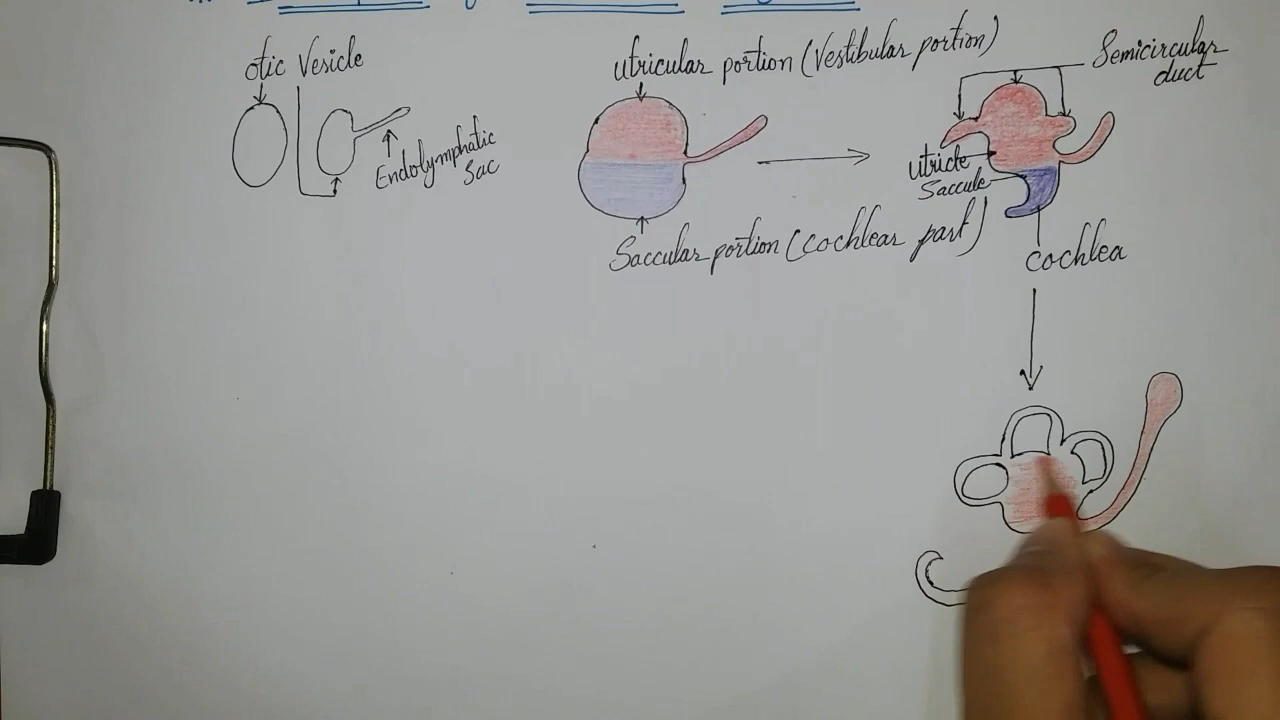 otic Vesicle
Endolymphatic
Sac
Utricular portion (Vestibular portion)
Saccular portion (Cochlear part)
Semicircular
duct
Utricle
Saccule
Cochlea